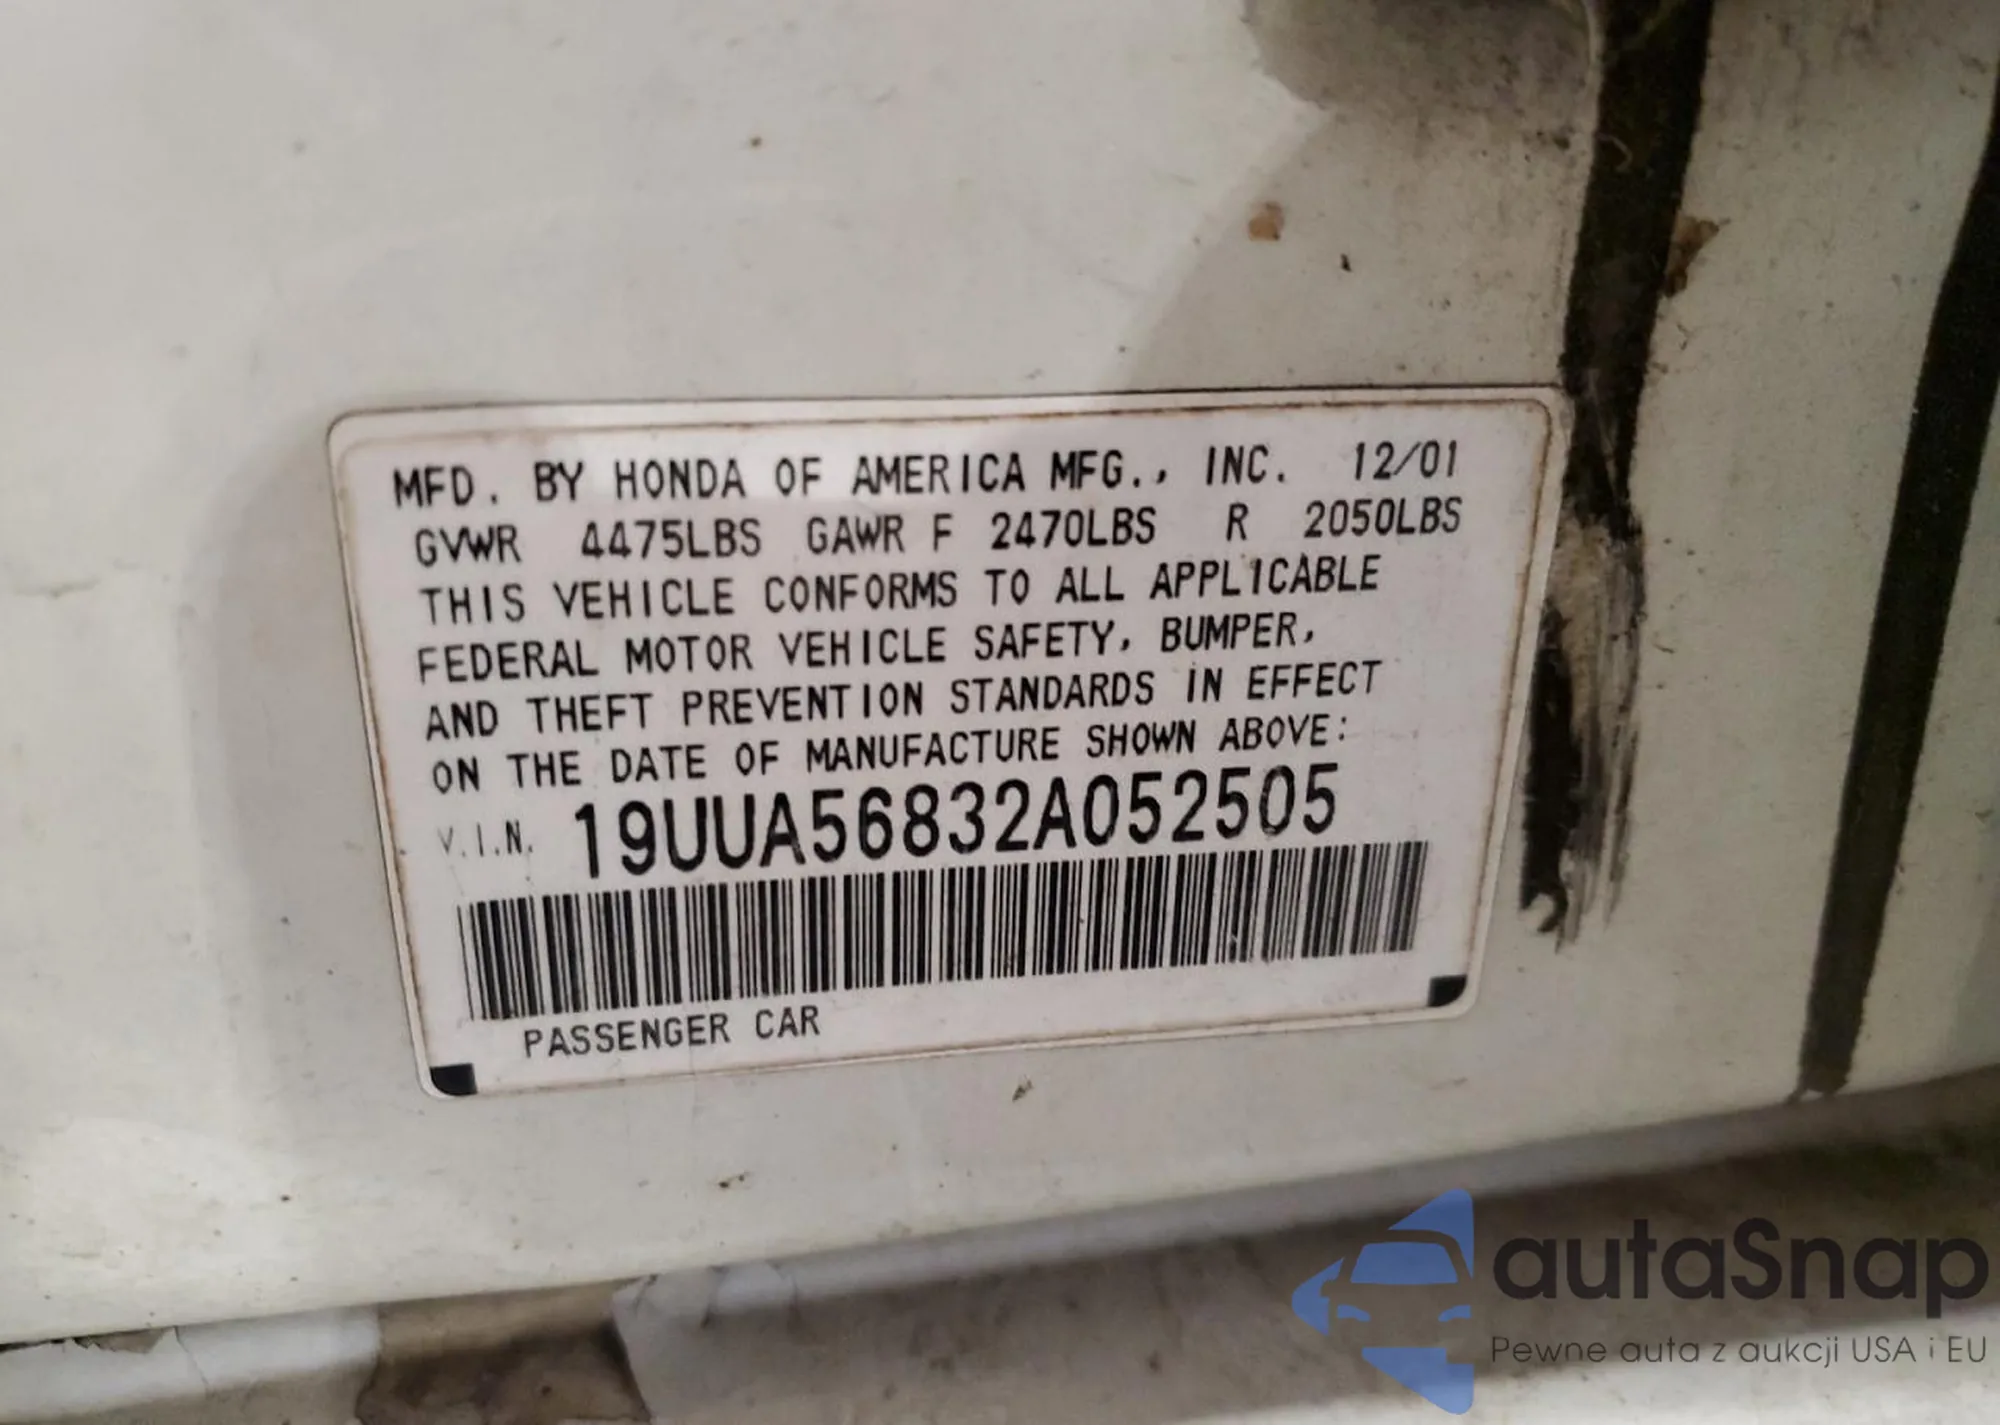 MFD. BY HONDA OF AMERICA MFG., INC. 12/01
GVWR 4475LBS GAWR F 2470LBS R 2050LBS
THIS VEHICLE CONFORMS TO ALL APPLICABLE
FEDERAL MOTOR VEHICLE SAFETY, BUMPER,
AND THEFT PREVENTION STANDARDS IN EFFECT
ON THE DATE OF MANUFACTURE SHOWN ABOVE:
V.I.N. 19UUA56832A052505
PASSENGER CAR
autaSnap
Pewne auta z aukcji USA i EU